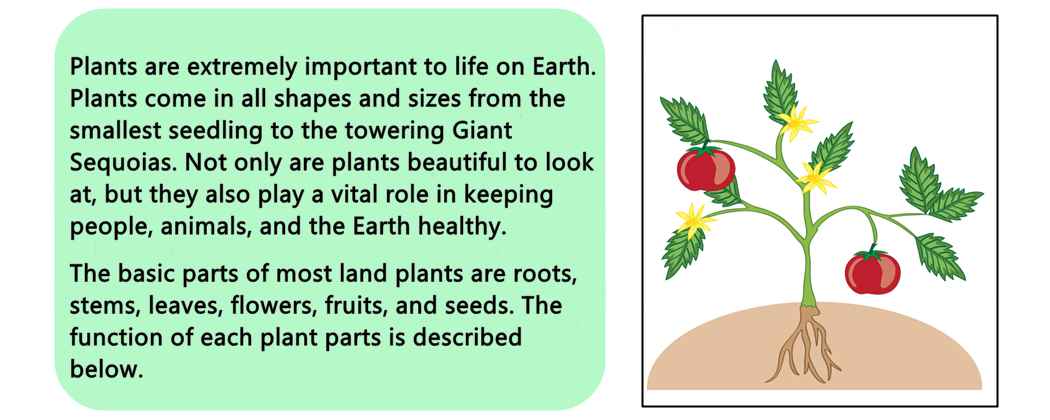 Plants are extremely important to life on Earth.
Plants come in all shapes and sizes from the
smallest seedling to the towering Giant
Sequoias. Not only are plants beautiful to look
at, but they also play a vital role in keeping
people, animals, and the Earth healthy.
The basic parts of most land plants are roots,
stems, leaves, flowers, fruits, and seeds. The
function of each plant parts is described
below.